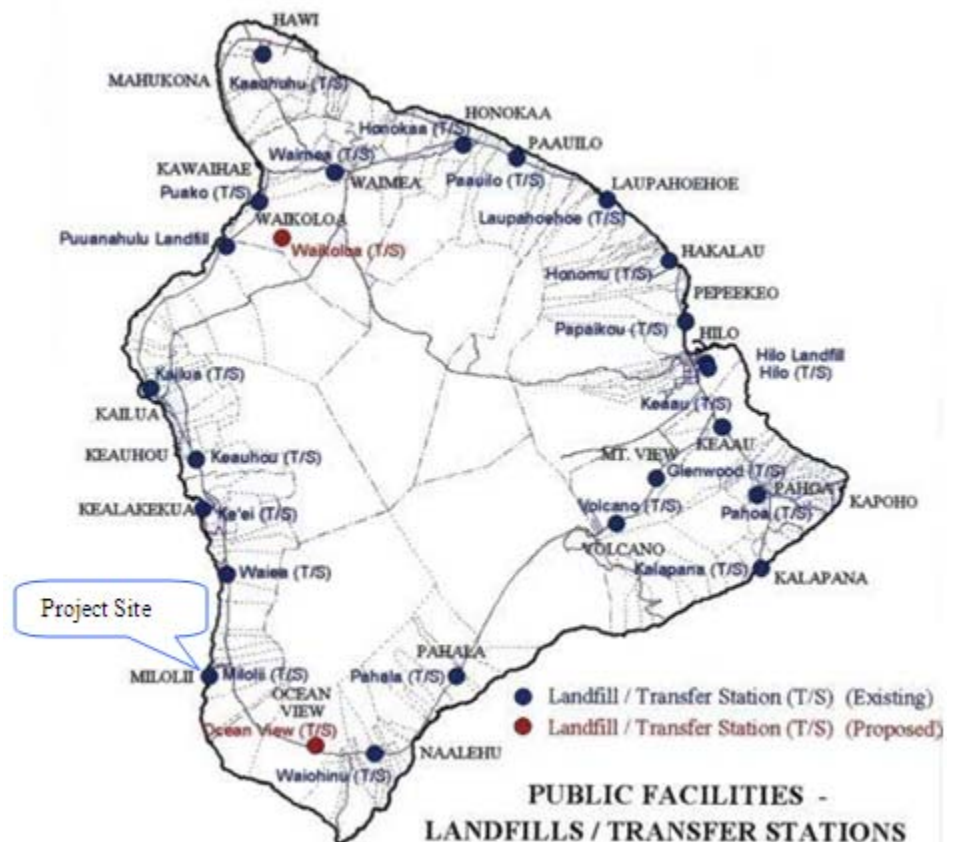 HAWI
MAHUKONA
Kaauhuhu (T/S)
HONOKAA
Honokaa (T/S)
PAAUILO
Waimea (T/S)
KAWAIHAE
WAIMEA
Paauilo (T/S)
LAUPAHOEHOE
Puako (T/S)
WAIKOLOA
Laupahoehoe (T/S)
Puuanahulu Landfill
Waikoloa (T/S)
HAKALAU
Honomu (T/S)
PEPEEKEO
Papaikou (T/S)
HILO
Hilo Landfill
Hilo (T/S)
Kailua (T/S)
KAILUA
Keaau (T/S)
KEAAU
KEAUHOU
Keauhou (T/S)
MT. VIEW
Glenwood (T/S)
PAHOA
KAPOHO
KEALAKEKUA
Ke'ei (T/S)
Volcano (T/S)
Pahoa (T/S)
VOLCANO
Waiea (T/S)
Kalapana (T/S)
KALAPANA
Project Site
PAHALA
MILOLII
Milolii (T/S)
Pahala (T/S)
OCEAN
VIEW
Ocean View (T/S)
NAALEHU
Waiohinu (T/S)
Landfill / Transfer Station (T/S) (Existing)
Landfill / Transfer Station (T/S) (Proposed)
PUBLIC FACILITIES -
LANDFILLS / TRANSFER STATIONS